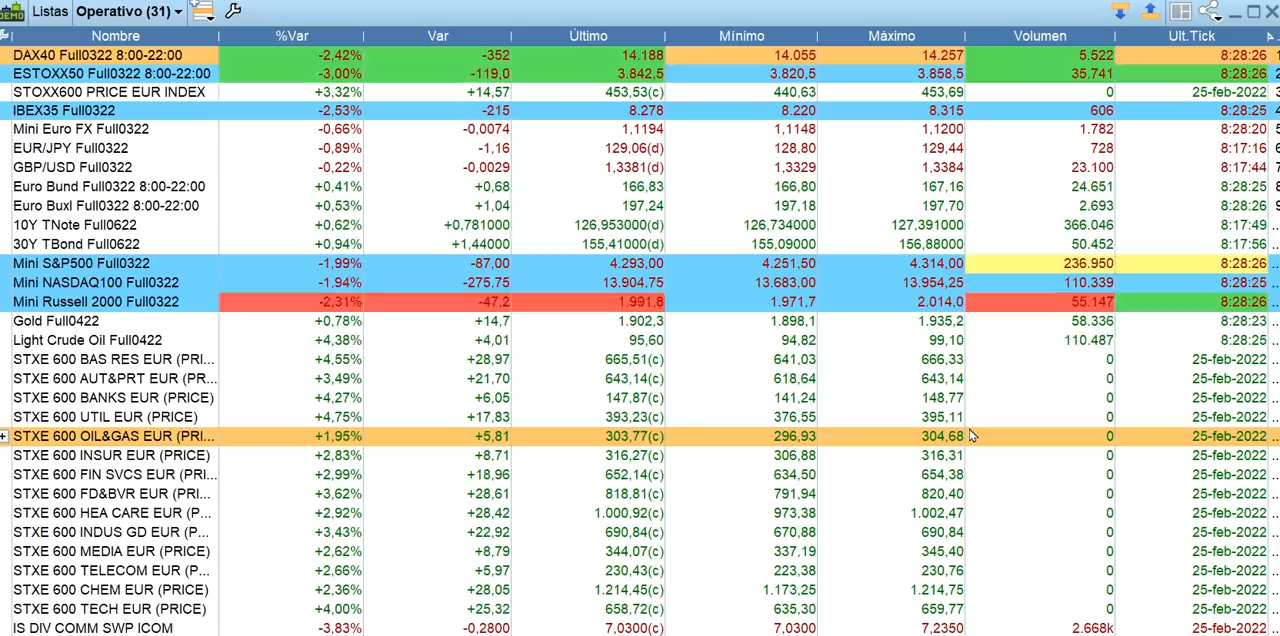 DEMO Listas Operativo (31)
Nombre %Var Var Último Mínimo Máximo Volumen Ult.Tick
DAX40 Full0322 8:00-22:00 -2,42% -352 14.188 14.055 14.257 5.522 8:28:26
ESTOXX50 Full0322 8:00-22:00 -3,00% -119,0 3.842,5 3.820,5 3.858,5 35.741 8:28:26
STOXX600 PRICE EUR INDEX +3,32% +14,57 453,53(c) 440,63 453,69 0 25-feb-2022
IBEX35 Full0322 -2,53% -215 8.278 8.220 8.315 606 8:28:25
Mini Euro FX Full0322 -0,66% -0,0074 1,1194 1,1148 1,1200 1.782 8:28:20
EUR/JPY Full0322 -0,89% -1,16 129,06(d) 128,80 129,44 728 8:17:16
GBP/USD Full0322 -0,22% -0,0029 1,3381(d) 1,3329 1,3384 23.100 8:17:44
Euro Bund Full0322 8:00-22:00 +0,41% +0,68 166,83 166,80 167,16 24.651 8:28:25
Euro Buxl Full0322 8:00-22:00 +0,53% +1,04 197,24 197,18 197,70 2.693 8:28:26
10Y TNote Full0622 +0,62% +0,781000 126,953000(d) 126,734000 127,391000 366.046 8:17:49
30Y TBond Full0622 +0,94% +1,44000 155,41000(d) 155,09000 156,88000 50.452 8:17:56
Mini S&P500 Full0322 -1,99% -87,00 4.293,00 4.251,50 4.314,00 236.950 8:28:26
Mini NASDAQ100 Full0322 -1,94% -275,75 13.904,75 13.683,00 13.954,25 110.339 8:28:25
Mini Russell 2000 Full0322 -2,31% -47,2 1.991,8 1.971,7 2.014,0 55.147 8:28:26
Gold Full0422 +0,78% +14,7 1.902,3 1.898,1 1.935,2 58.336 8:28:23
Light Crude Oil Full0422 +4,38% +4,01 95,60 94,82 99,10 110.487 8:28:25
STXE 600 BAS RES EUR (PRI... +4,55% +28,97 665,51(c) 641,03 666,33 0 25-feb-2022
STXE 600 AUT&PRT EUR (PR... +3,49% +21,70 643,14(c) 618,64 643,14 0 25-feb-2022
STXE 600 BANKS EUR (PRICE) +4,27% +6,05 147,87(c) 141,24 148,77 0 25-feb-2022
STXE 600 UTIL EUR (PRICE) +4,75% +17,83 393,23(c) 376,55 395,11 0 25-feb-2022
STXE 600 OIL&GAS EUR (PRI... +1,95% +5,81 303,77(c) 296,93 304,68 0 25-feb-2022
STXE 600 INSUR EUR (PRICE) +2,83% +8,71 316,27(c) 306,88 316,31 0 25-feb-2022
STXE 600 FIN SVCS EUR (PRI... +2,99% +18,96 652,14(c) 634,50 654,38 0 25-feb-2022
STXE 600 FD&BVR EUR (PRI... +3,62% +28,61 818,81(c) 791,94 820,40 0 25-feb-2022
STXE 600 HEA CARE EUR (P... +2,92% +28,42 1.000,92(c) 973,38 1.002,47 0 25-feb-2022
STXE 600 INDUS GD EUR (P... +3,43% +22,92 690,84(c) 670,88 690,84 0 25-feb-2022
STXE 600 MEDIA EUR (PRICE) +2,62% +8,79 344,07(c) 337,19 345,40 0 25-feb-2022
STXE 600 TELECOM EUR (P... +2,66% +5,97 230,43(c) 223,38 230,76 0 25-feb-2022
STXE 600 CHEM EUR (PRICE) +2,36% +28,05 1.214,45(c) 1.173,25 1.214,75 0 25-feb-2022
STXE 600 TECH EUR (PRICE) +4,00% +25,32 658,72(c) 635,30 659,77 0 25-feb-2022
IS DIV COMM SWP ICOM -3,83% -0,2800 7,0300(c) 7,0300 7,2350 2.668k 25-feb-2022